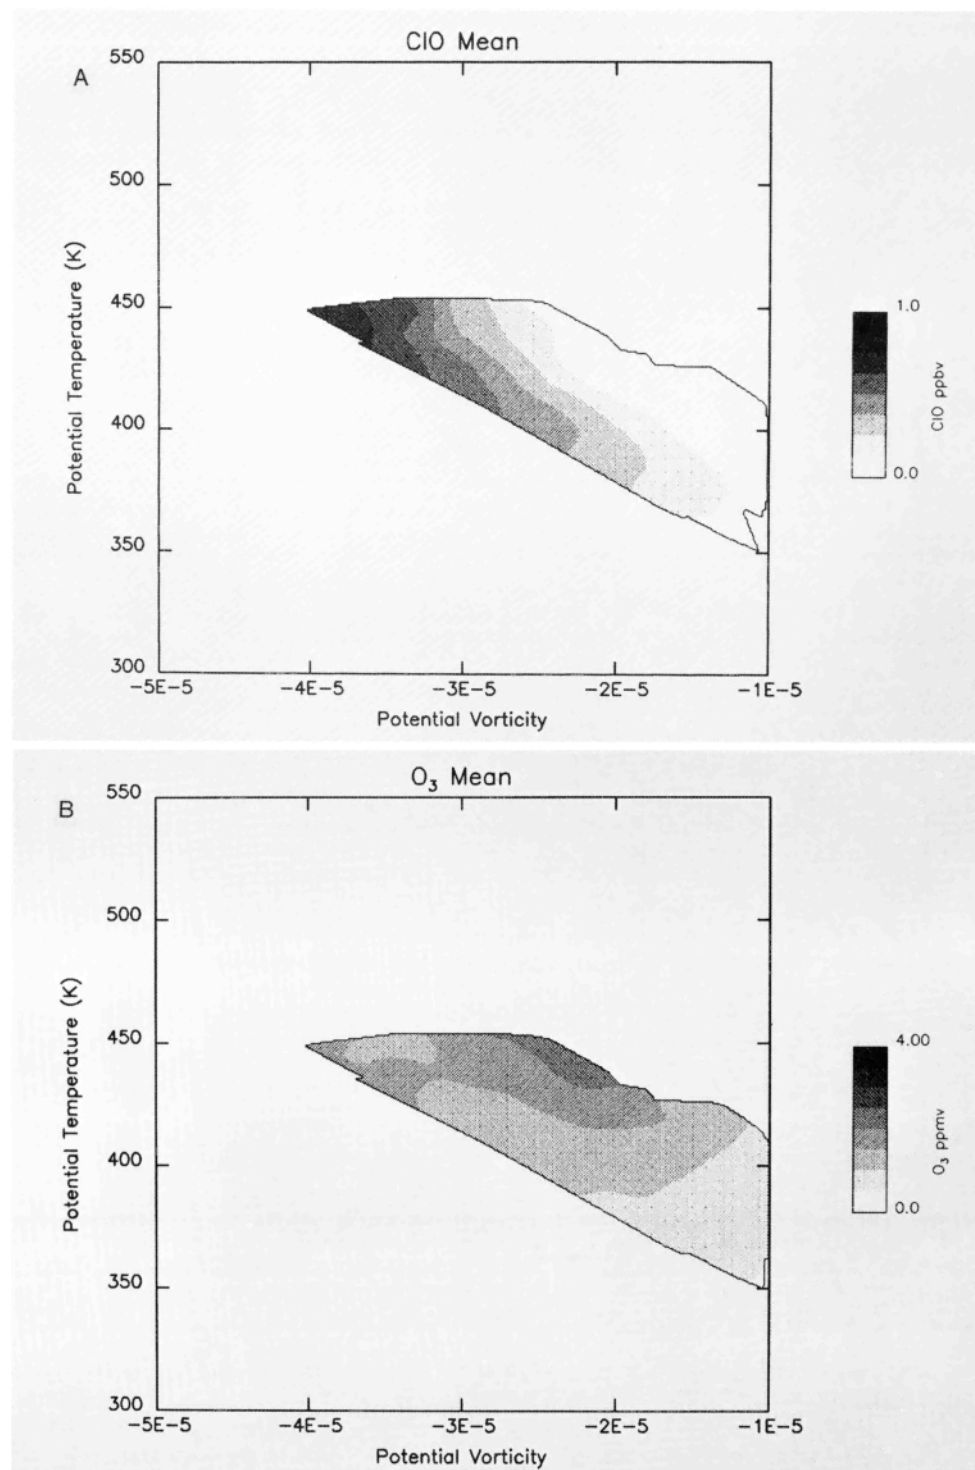 ClO Mean
A
550
500
450
400
350
300
Potential Temperature (K)
-5E-5 -4E-5 -3E-5 -2E-5 -1E-5
Potential Vorticity
1.0
0.0
ClO ppbv
O3 Mean
B
550
500
450
400
350
300
Potential Temperature (K)
-5E-5 -4E-5 -3E-5 -2E-5 -1E-5
Potential Vorticity
4.00
0.0
O3 ppmv